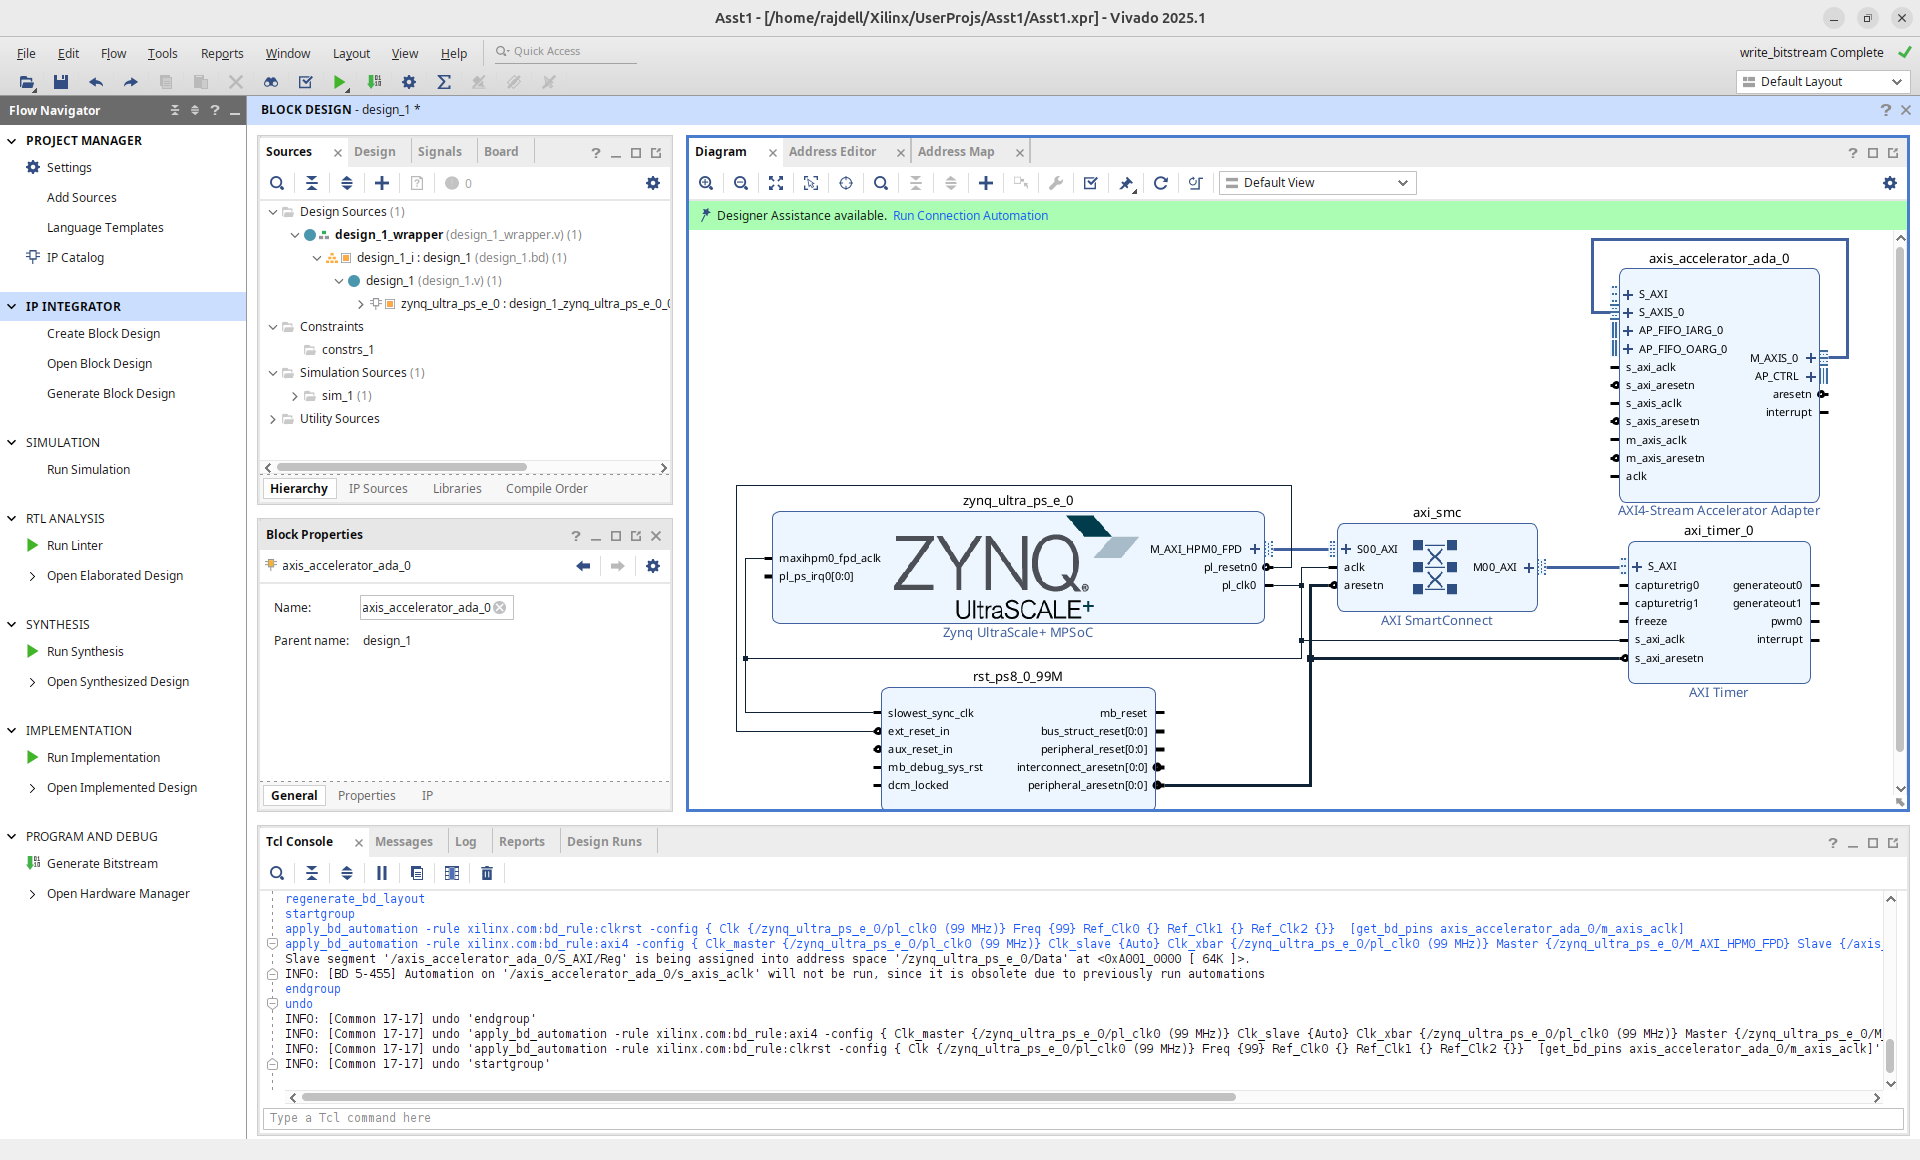 Asst1 - [/home/rajdell/Xilinx/UserProjs/Asst1/Asst1.xpr] - Vivado 2025.1
File Edit Flow Tools Reports Window Layout View Help Quick Access
write_bitstream Complete
Default Layout
Flow Navigator
PROJECT MANAGER
Settings
Add Sources
Language Templates
IP Catalog
IP INTEGRATOR
Create Block Design
Open Block Design
Generate Block Design
SIMULATION
Run Simulation
RTL ANALYSIS
Run Linter
Open Elaborated Design
SYNTHESIS
Run Synthesis
Open Synthesized Design
IMPLEMENTATION
Run Implementation
Open Implemented Design
PROGRAM AND DEBUG
Generate Bitstream
Open Hardware Manager
BLOCK DESIGN - design_1 *
Sources Design Signals Board
0
Design Sources (1)
design_1_wrapper (design_1_wrapper.v) (1)
design_1_i : design_1 (design_1.bd) (1)
design_1 (design_1.v) (1)
zynq_ultra_ps_e_0 : design_1_zynq_ultra_ps_e_0_0
Constraints
constrs_1
Simulation Sources (1)
sim_1 (1)
Utility Sources
Hierarchy IP Sources Libraries Compile Order
Block Properties
axis_accelerator_ada_0
Name: axis_accelerator_ada_0
Parent name: design_1
General Properties IP
Diagram Address Editor Address Map
Default View
Designer Assistance available. Run Connection Automation
axis_accelerator_ada_0
S_AXI
S_AXIS_0
AP_FIFO_IARG_0
AP_FIFO_OARG_0
s_axi_aclk
s_axi_aresetn
s_axis_aclk
s_axis_aresetn
m_axis_aclk
m_axis_aresetn
aclk
M_AXIS_0
AP_CTRL
aresetn
interrupt
AXI4-Stream Accelerator Adapter
zynq_ultra_ps_e_0
maxihpm0_fpd_aclk
pl_ps_irq0[0:0]
ZYNQ
UltraSCALE+
M_AXI_HPM0_FPD
pl_resetn0
pl_clk0
Zynq UltraScale+ MPSoC
axi_smc
S00_AXI
aclk
aresetn
M00_AXI
AXI SmartConnect
axi_timer_0
S_AXI
capturetrig0
capturetrig1
freeze
s_axi_aclk
s_axi_aresetn
generateout0
generateout1
pwm0
interrupt
AXI Timer
rst_ps8_0_99M
slowest_sync_clk
ext_reset_in
aux_reset_in
mb_debug_sys_rst
dcm_locked
mb_reset
bus_struct_reset[0:0]
peripheral_reset[0:0]
interconnect_aresetn[0:0]
peripheral_aresetn[0:0]
Tcl Console Messages Log Reports Design Runs
regenerate_bd_layout
startgroup
apply_bd_automation -rule xilinx.com:bd_rule:clkrst -config { Clk {/zynq_ultra_ps_e_0/pl_clk0 (99 MHz)} Freq {99} Ref_Clk0 {} Ref_Clk1 {} Ref_Clk2 {}}  [get_bd_pins axis_accelerator_ada_0/m_axis_aclk]
apply_bd_automation -rule xilinx.com:bd_rule:axi4 -config { Clk_master {/zynq_ultra_ps_e_0/pl_clk0 (99 MHz)} Clk_slave {Auto} Clk_xbar {/zynq_ultra_ps_e_0/pl_clk0 (99 MHz)} Master {/zynq_ultra_ps_e_0/M_AXI_HPM0_FPD} Slave {/axis_
Slave segment '/axis_accelerator_ada_0/S_AXI/Reg' is being assigned into address space '/zynq_ultra_ps_e_0/Data' at <0xA001_0000 [ 64K ]>.
INFO: [BD 5-455] Automation on '/axis_accelerator_ada_0/s_axis_aclk' will not be run, since it is obsolete due to previously run automations
endgroup
undo
INFO: [Common 17-17] undo 'endgroup'
INFO: [Common 17-17] undo 'apply_bd_automation -rule xilinx.com:bd_rule:axi4 -config { Clk_master {/zynq_ultra_ps_e_0/pl_clk0 (99 MHz)} Clk_slave {Auto} Clk_xbar {/zynq_ultra_ps_e_0/pl_clk0 (99 MHz)} Master {/zynq_ultra_ps_e_0/M
INFO: [Common 17-17] undo 'apply_bd_automation -rule xilinx.com:bd_rule:clkrst -config { Clk {/zynq_ultra_ps_e_0/pl_clk0 (99 MHz)} Freq {99} Ref_Clk0 {} Ref_Clk1 {} Ref_Clk2 {}}  [get_bd_pins axis_accelerator_ada_0/m_axis_aclk]'
INFO: [Common 17-17] undo 'startgroup'
Type a Tcl command here